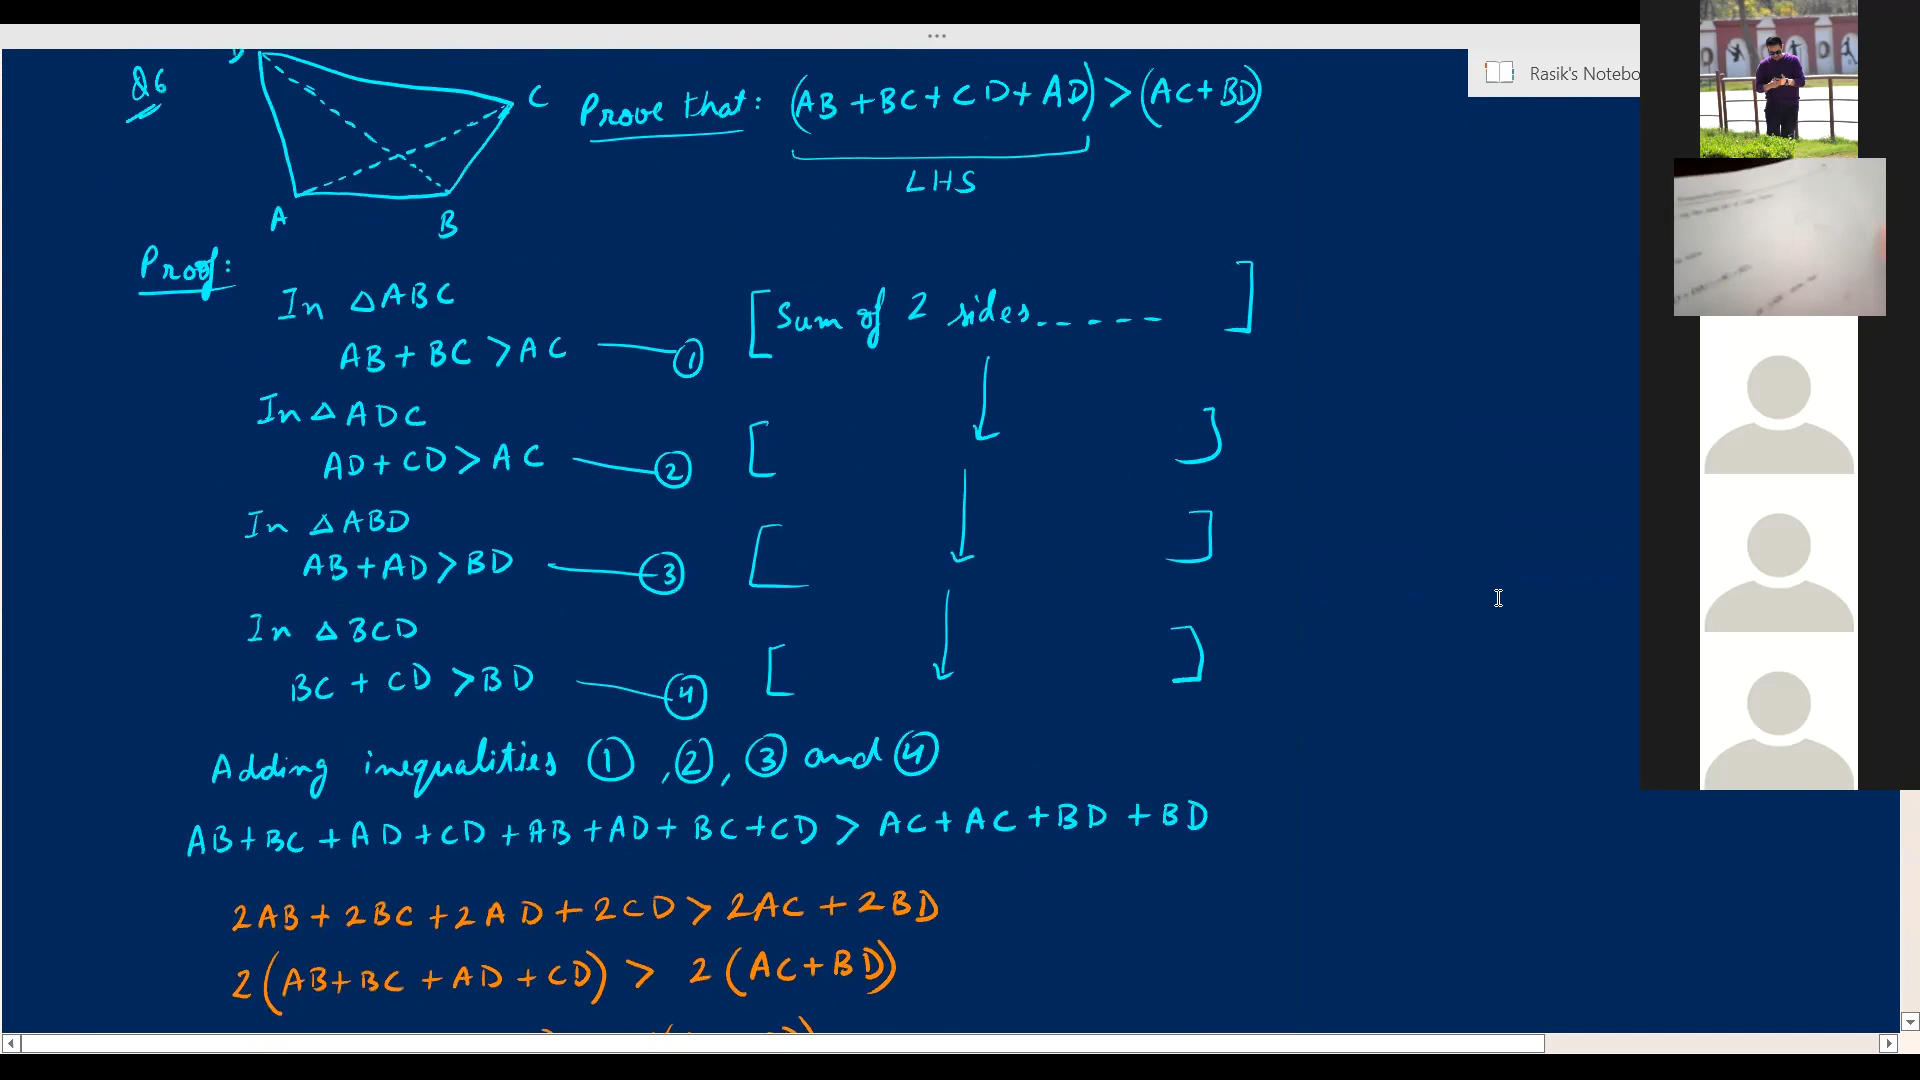 Q6
D
C
Prove that: (AB + BC + CD + AD) > (AC + BD)
LHS
A
B
Proof:
In △ABC
[Sum of 2 sides..----- ]
AB + BC > AC —— ①
In △ADC
AD + CD > AC —— ②
[ ]
In △ABD
AB + AD > BD —— ③
[ ]
In △BCD
BC + CD > BD —— ④
[ ]
Adding inequalities ① , ②, ③ and ④
AB + BC + AD + CD + AB + AD + BC + CD > AC + AC + BD + BD
2AB + 2BC + 2AD + 2CD > 2AC + 2BD
2(AB + BC + AD + CD) > 2(AC + BD)
Rasik's Notebo